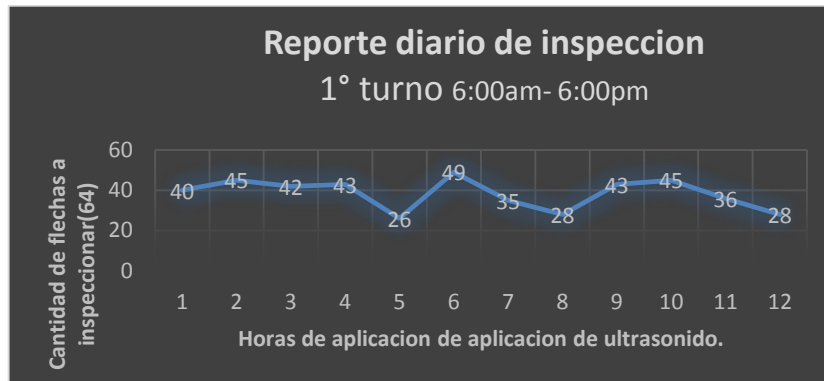 Reporte diario de inspeccion
1° turno 6:00am- 6:00pm
Cantidad de flechas a
inspeccionar(64)
60
40
20
0
40 45 42 43 26 49 35 28 43 45 36 28
1 2 3 4 5 6 7 8 9 10 11 12
Horas de aplicacion de aplicacion de ultrasonido.